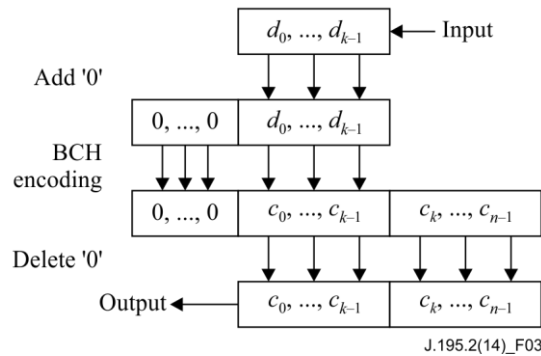 d0, ..., dk–1 Input
Add '0'
0, ..., 0 d0, ..., dk–1
BCH
encoding
0, ..., 0 c0, ..., ck–1 ck, ..., cn–1
Delete '0'
Output c0, ..., ck–1 ck, ..., cn–1
J.195.2(14)_F03